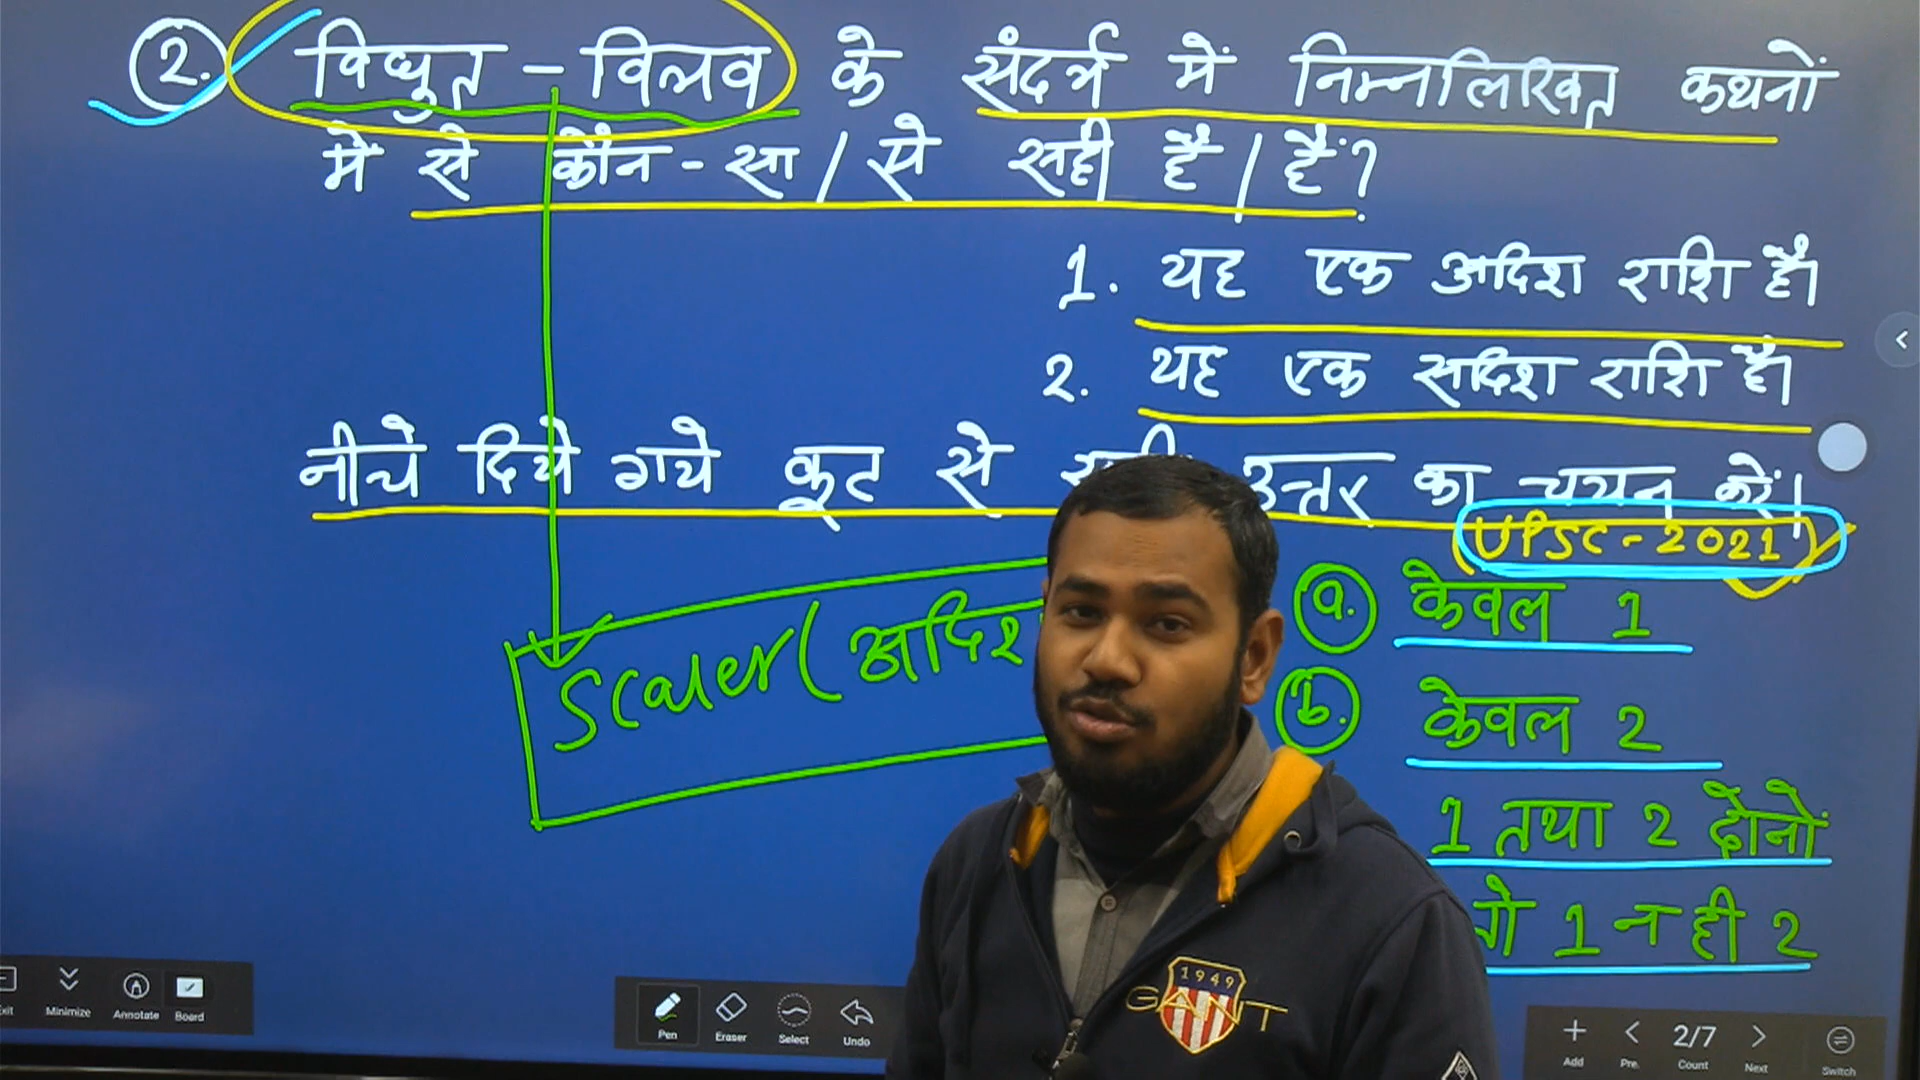 2. विद्युत - विभव के संदर्भ में निम्नलिखित कथनों
में से कौन - सा / से सही है / हैं?
1. यह एक अदिश राशि है।
2. यह एक सदिश राशि है।
नीचे दिये गये कूट से उत्तर का चयन करें।
UPSC - 2021
Scaler (अदिश
a. केवल 1
b. केवल 2
1 तथा 2 दोनों
1 न ही 2
1949
GANT
Minimize
Annotate
Board
Pen
Eraser
Select
Undo
Add
Pre.
2/7
Count
Next
Switch